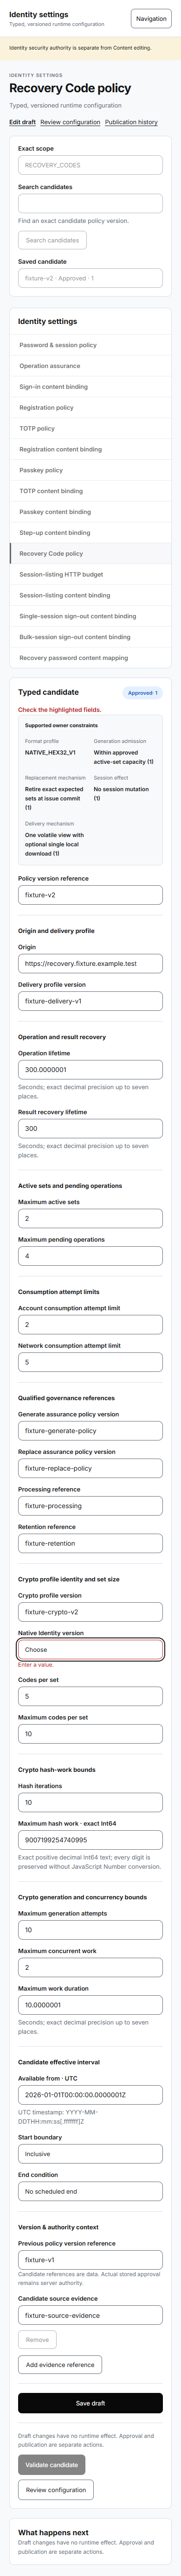 Identity settings
Typed, versioned runtime configuration
Navigation
Identity security authority is separate from Content editing.
IDENTITY SETTINGS
Recovery Code policy
Typed, versioned runtime configuration
Edit draft Review configuration Publication history
Exact scope
RECOVERY_CODES
Search candidates
Find an exact candidate policy version.
Search candidates
Saved candidate
fixture-v2 · Approved · 1
Identity settings
Password & session policy
Operation assurance
Sign-in content binding
Registration policy
TOTP policy
Registration content binding
Passkey policy
TOTP content binding
Passkey content binding
Step-up content binding
Recovery Code policy
Session-listing HTTP budget
Session-listing content binding
Single-session sign-out content binding
Bulk-session sign-out content binding
Recovery password content mapping
Typed candidate
Approved · 1
Check the highlighted fields.
Supported owner constraints
Format profile
NATIVE_HEX32_V1
Generation admission
Within approved
active-set capacity (1)
Replacement mechanism
Retire exact expected
sets at issue commit
(1)
Session effect
No session mutation
(1)
Delivery mechanism
One volatile view with
optional single local
download (1)
Policy version reference
fixture-v2
Origin and delivery profile
Origin
https://recovery.fixture.example.test
Delivery profile version
fixture-delivery-v1
Operation and result recovery
Operation lifetime
300.0000001
Seconds; exact decimal precision up to seven
places.
Result recovery lifetime
300
Seconds; exact decimal precision up to seven
places.
Active sets and pending operations
Maximum active sets
2
Maximum pending operations
4
Consumption attempt limits
Account consumption attempt limit
2
Network consumption attempt limit
5
Qualified governance references
Generate assurance policy version
fixture-generate-policy
Replace assurance policy version
fixture-replace-policy
Processing reference
fixture-processing
Retention reference
fixture-retention
Crypto profile identity and set size
Crypto profile version
fixture-crypto-v2
Native Identity version
Choose
Enter a value.
Codes per set
5
Maximum codes per set
10
Crypto hash-work bounds
Hash iterations
10
Maximum hash work · exact Int64
9007199254740995
Exact positive decimal Int64 text; every digit is
preserved without JavaScript Number conversion.
Crypto generation and concurrency bounds
Maximum generation attempts
10
Maximum concurrent work
2
Maximum work duration
10.0000001
Seconds; exact decimal precision up to seven
places.
Candidate effective interval
Available from · UTC
2026-01-01T00:00:00.0000001Z
UTC timestamp: YYYY-MM-
DDTHH:mm:ss[.fffffff]Z
Start boundary
Inclusive
End condition
No scheduled end
Version & authority context
Previous policy version reference
fixture-v1
Candidate references are data. Actual stored approval
remains server authority.
Candidate source evidence
fixture-source-evidence
Remove
Add evidence reference
Save draft
Draft changes have no runtime effect. Approval and
publication are separate actions.
Validate candidate
Review configuration
What happens next
Draft changes have no runtime effect. Approval and
publication are separate actions.